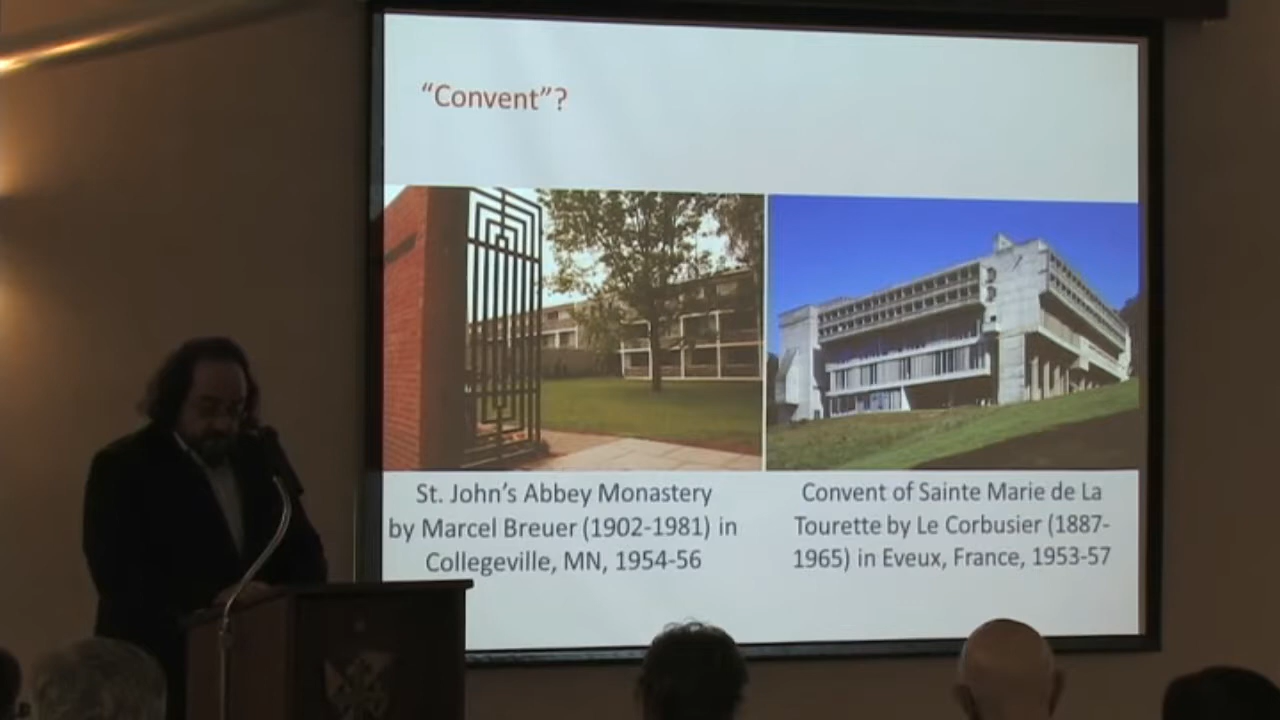 “Convent”?
St. John’s Abbey Monastery
by Marcel Breuer (1902-1981) in
Collegeville, MN, 1954-56
Convent of Sainte Marie de La
Tourette by Le Corbusier (1887-
1965) in Eveux, France, 1953-57